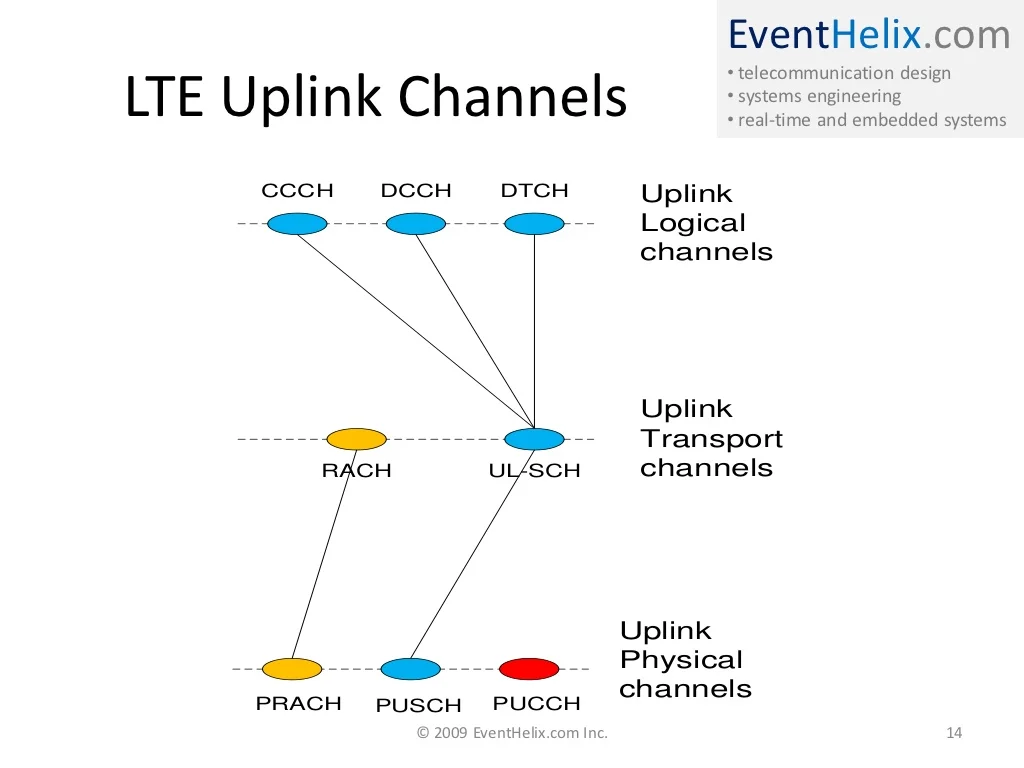 EventHelix.com
• telecommunication design
• systems engineering
• real-time and embedded systems
LTE Uplink Channels
CCCH DCCH DTCH
Uplink
Logical
channels
Uplink
Transport
channels
RACH UL-SCH
Uplink
Physical
channels
PRACH PUSCH PUCCH
© 2009 EventHelix.com Inc.
14